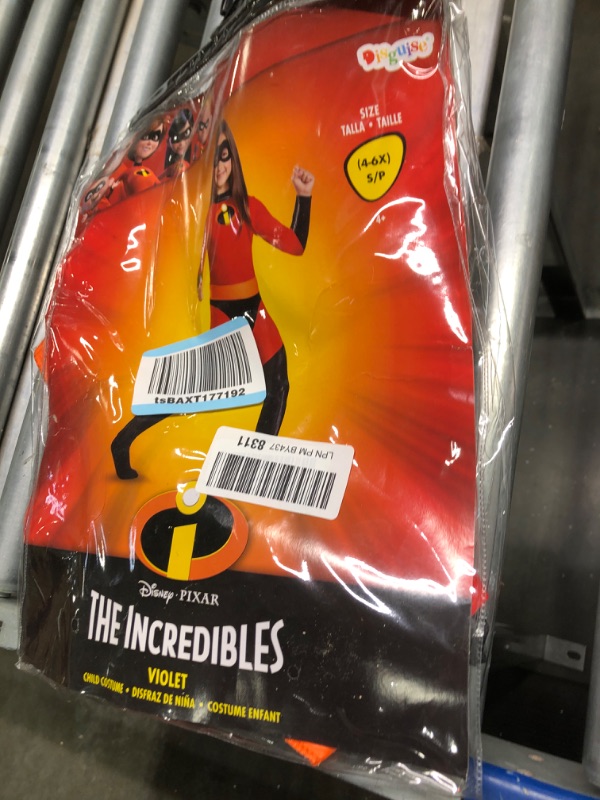 Disguise
SIZE
TALLA • TAILLE
(4-6X)
S/P
tsBAXT177192
LPN PM BY437 8311
Disney • PIXAR
THE INCREDIBLES
VIOLET
CHILD COSTUME • DISFRAZ DE NIÑA • COSTUME ENFANT